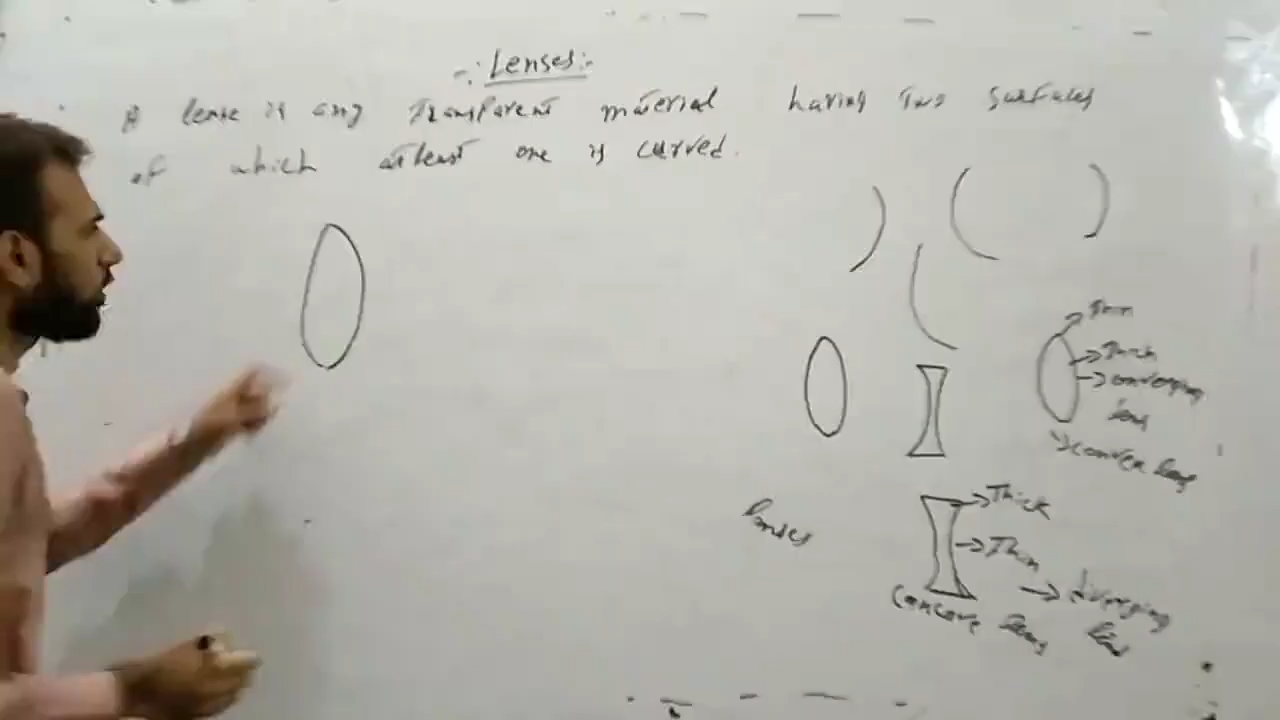 -: Lenses:-
A lense is any Transparent material having Two surfaces
of which atleast one is curved.
Thin
Thick
converging
lens
convex lens
lenses
Thick
Thin
diverging
lens
Concave lens